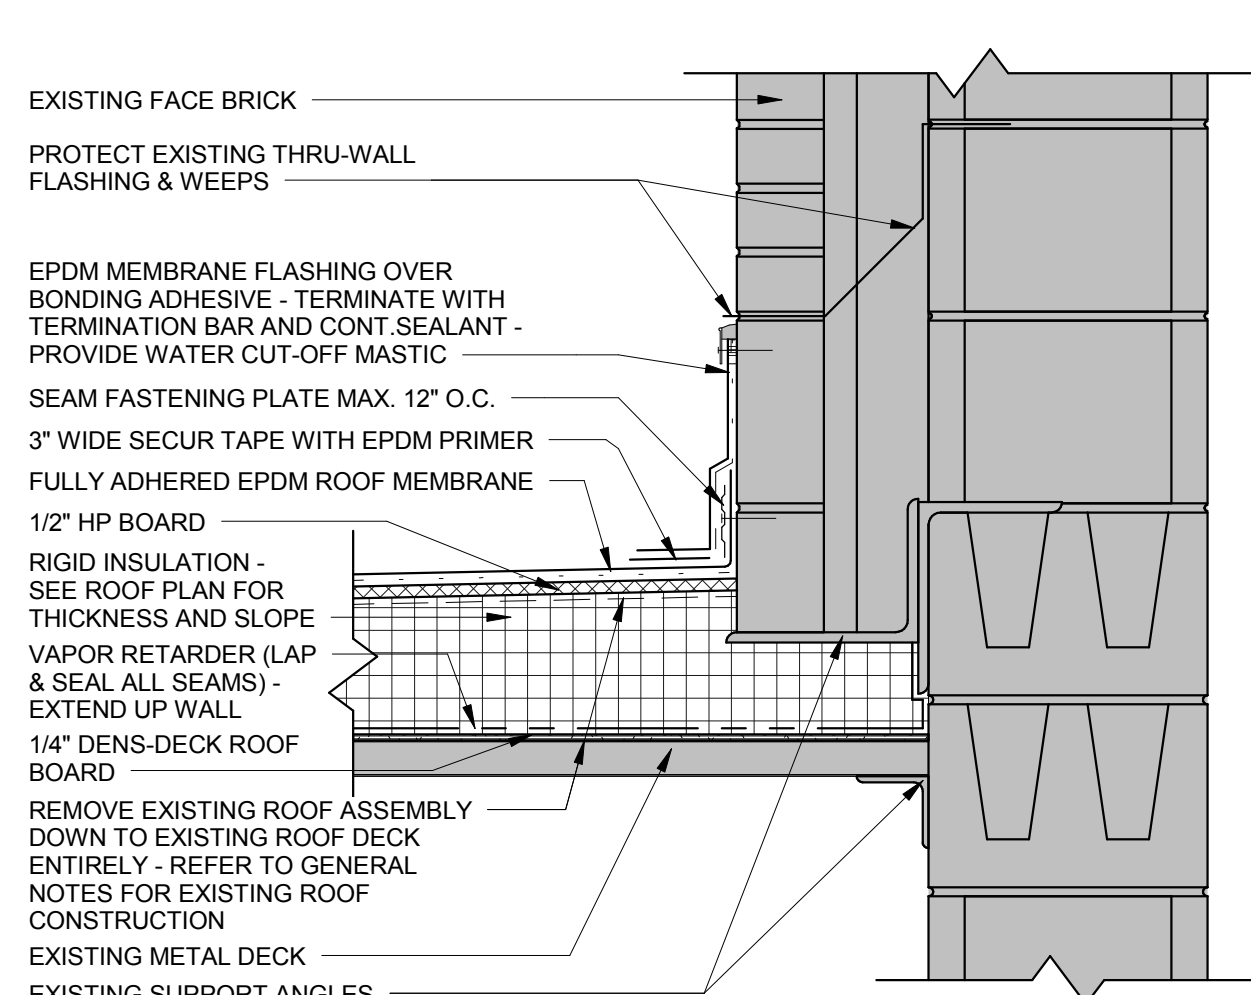 EXISTING FACE BRICK
PROTECT EXISTING THRU-WALL
FLASHING & WEEPS
EPDM MEMBRANE FLASHING OVER
BONDING ADHESIVE - TERMINATE WITH
TERMINATION BAR AND CONT.SEALANT -
PROVIDE WATER CUT-OFF MASTIC
SEAM FASTENING PLATE MAX. 12" O.C.
3" WIDE SECUR TAPE WITH EPDM PRIMER
FULLY ADHERED EPDM ROOF MEMBRANE
1/2" HP BOARD
RIGID INSULATION -
SEE ROOF PLAN FOR
THICKNESS AND SLOPE
VAPOR RETARDER (LAP
& SEAL ALL SEAMS) -
EXTEND UP WALL
1/4" DENS-DECK ROOF
BOARD
REMOVE EXISTING ROOF ASSEMBLY
DOWN TO EXISTING ROOF DECK
ENTIRELY - REFER TO GENERAL
NOTES FOR EXISTING ROOF
CONSTRUCTION
EXISTING METAL DECK
EXISTING SUPPORT ANGLES